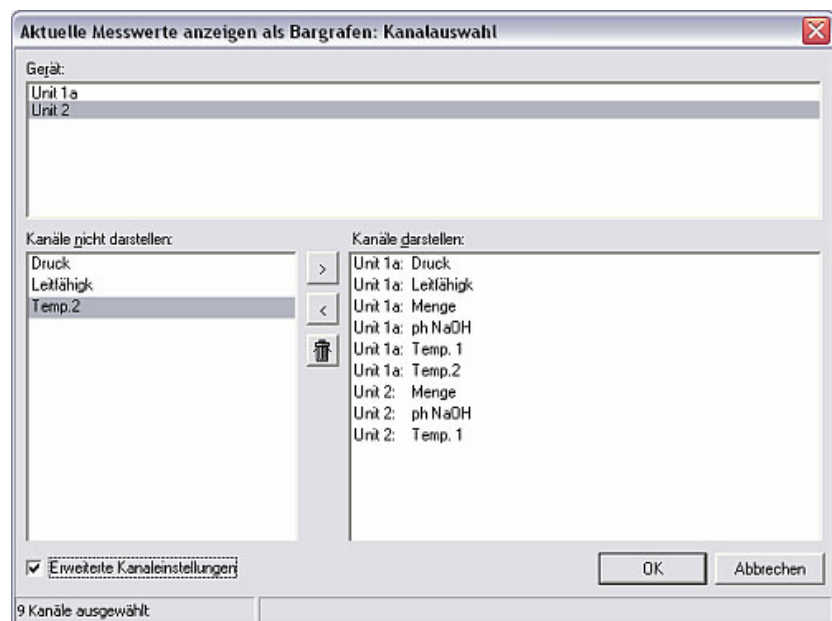 Aktuelle Messwerte anzeigen als Bargrafen: Kanalauswahl
Gerät:
Unit 1a
Unit 2
Kanäle nicht darstellen:
Druck
Leitfähigk
Temp.2
>
<
Kanäle darstellen:
Unit 1a: Druck
Unit 1a: Leitfähigk
Unit 1a: Menge
Unit 1a: ph NaOH
Unit 1a: Temp. 1
Unit 1a: Temp.2
Unit 2: Menge
Unit 2: ph NaOH
Unit 2: Temp. 1
Erweiterte Kanaleinstellungen
OK
Abbrechen
9 Kanäle ausgewählt